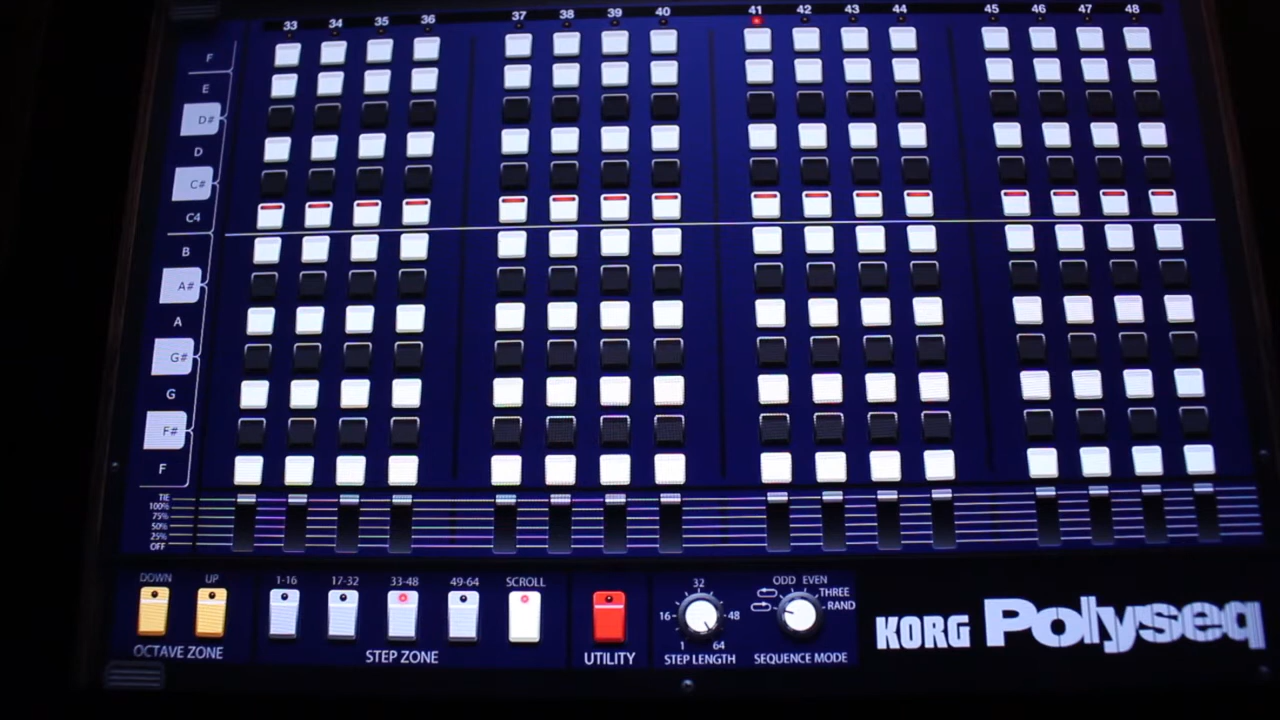 33 34 35 36 37 38 39 40 41 42 43 44 45 46 47 48
F
E
D#
D
C#
C4
B
A#
A
G#
G
F#
F
TIE
100%
75%
50%
25%
OFF
DOWN UP
OCTAVE ZONE
1-16 17-32 33-48 49-64 SCROLL
STEP ZONE
UTILITY
32
16 48
1 64
STEP LENGTH
ODD EVEN
THREE
RAND
SEQUENCE MODE
KORG Polyseq